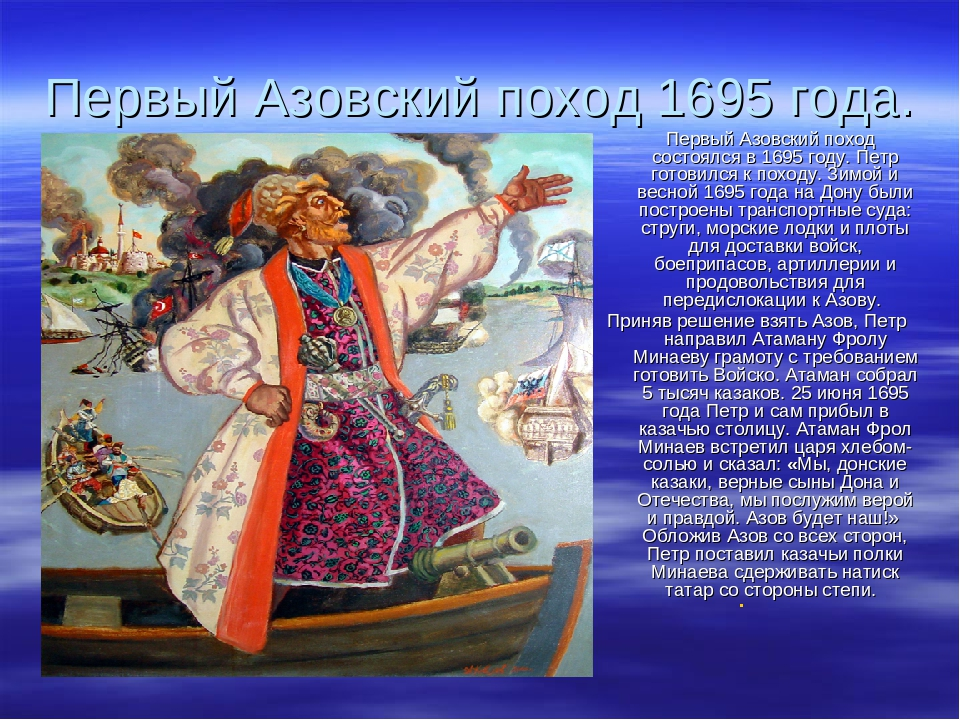 Первый Азовский поход 1695 года.
Первый Азовский поход
состоялся в 1695 году. Петр
готовился к походу. Зимой и
весной 1695 года на Дону были
построены транспортные суда:
струги, морские лодки и плоты
для доставки войск,
боеприпасов, артиллерии и
продовольствия для
передислокации к Азову.
Приняв решение взять Азов, Петр
направил Атаману Фролу
Минаеву грамоту с требованием
готовить Войско. Атаман собрал
5 тысяч казаков. 25 июня 1695
года Петр и сам прибыл в
казачью столицу. Атаман Фрол
Минаев встретил царя хлебом-
солью и сказал: «Мы, донские
казаки, верные сыны Дона и
Отечества, мы послужим верой
и правдой. Азов будет наш!»
Обложив Азов со всех сторон,
Петр поставил казачьи полки
Минаева сдерживать натиск
татар со стороны степи.